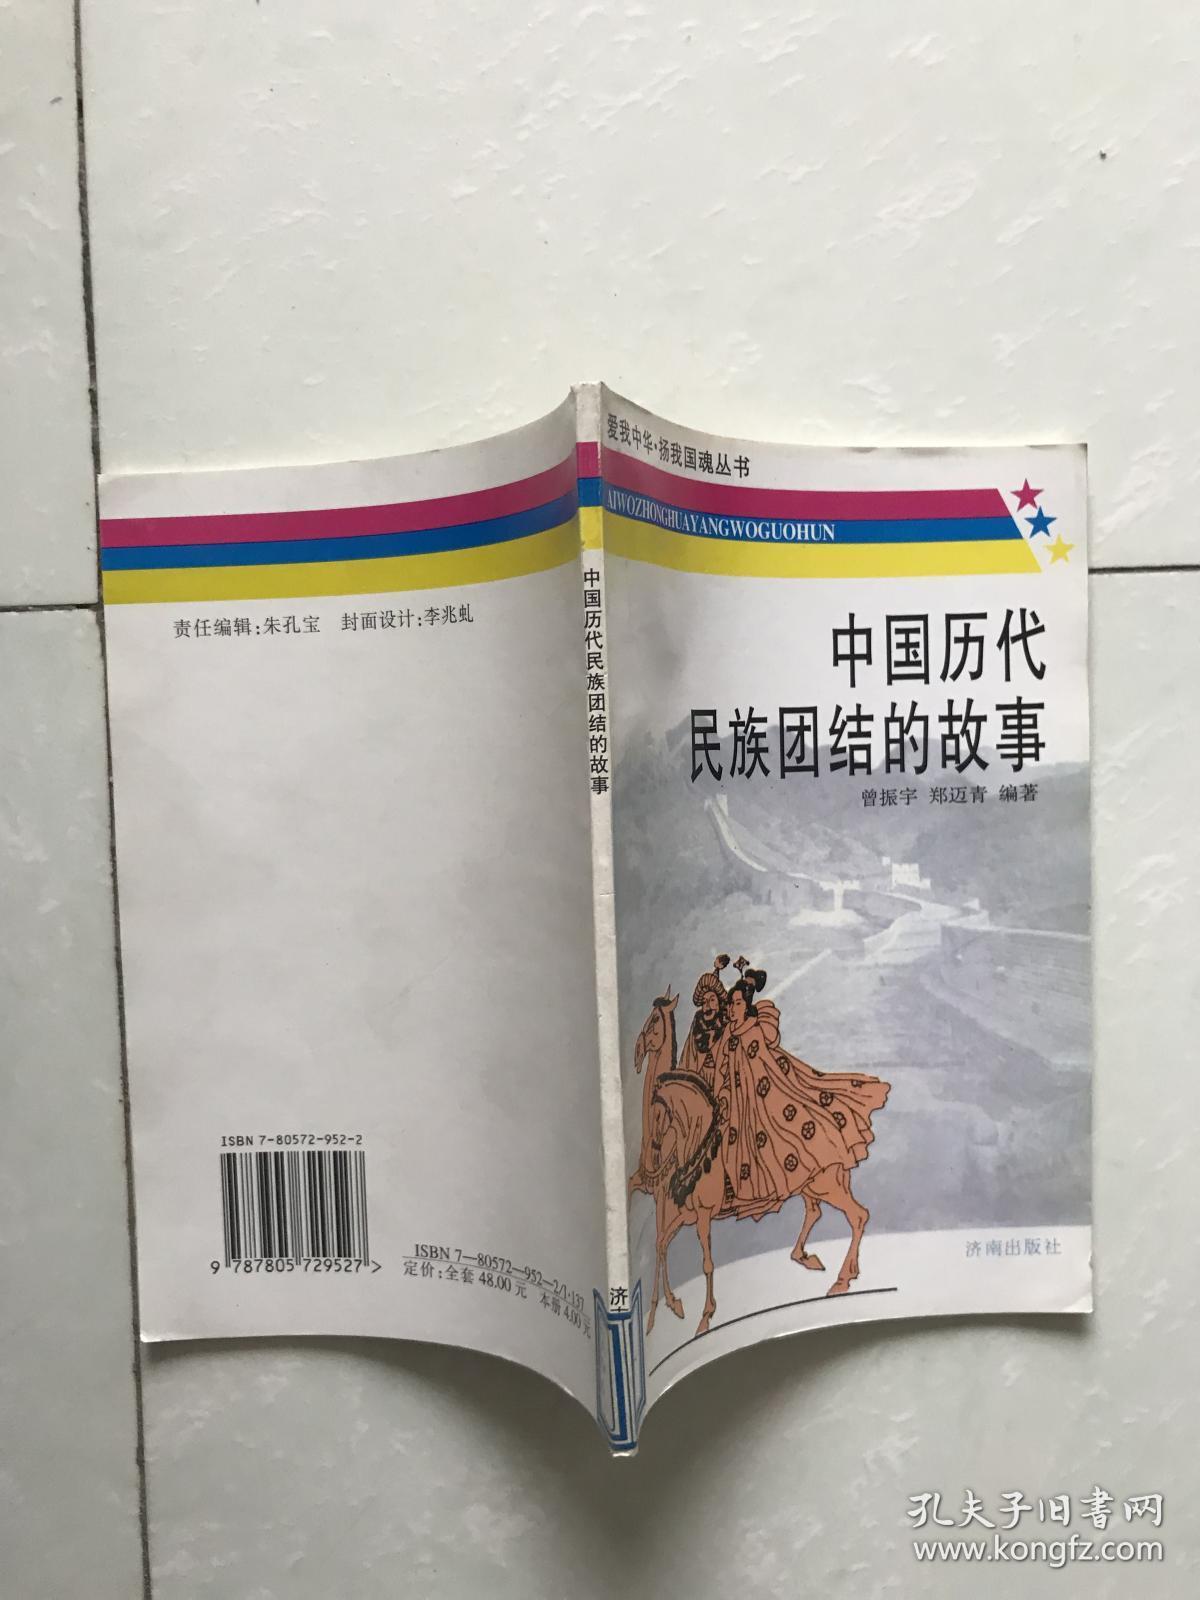 爱我中华·扬我国魂丛书
AIWOZHONGHUAYANGWOGUOHUN
中国历代
民族团结的故事
曾振宇 郑迈青 编著
济南出版社
中国历代民族团结的故事
济
责任编辑:朱孔宝 封面设计:李兆虬
ISBN 7-80572-952-2
9 787805 729527 >
ISBN 7—80572—952—2/I·137
定价:全套 48.00 元 本册 4.00 元
孔夫子旧书网
www.kongfz.com